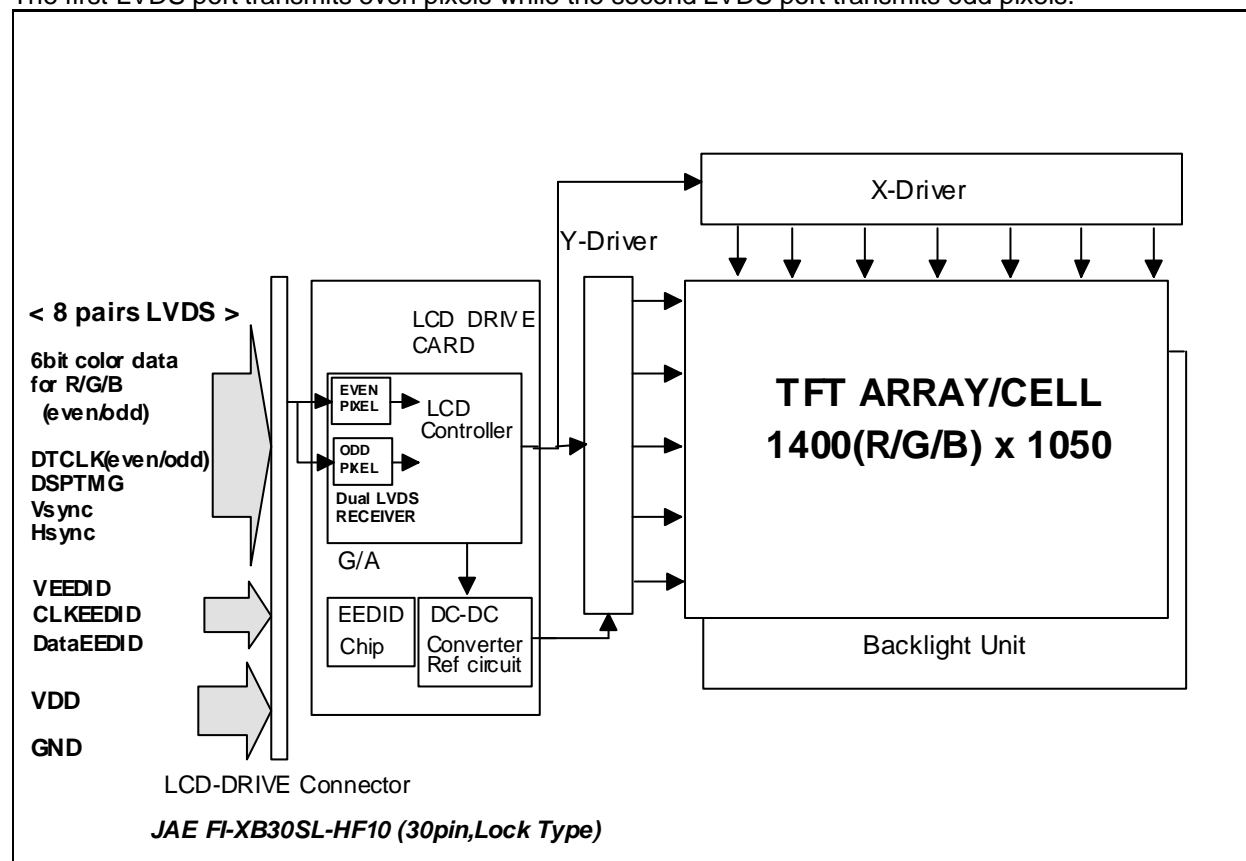 The first LVDS port transmits even pixels while the second LVDS port transmits odd pixels.
X-Driver
Y-Driver
< 8 pairs LVDS >
6bit color data
for R/G/B
(even/odd)
DTCLK(even/odd)
DSPTMG
Vsync
Hsync
VEEDID
CLKEEDID
DataEEDID
VDD
GND
LCD DRIVE
CARD
EVEN
PIXEL
LCD
Controller
ODD
PIXEL
Dual LVDS
RECEIVER
G/A
EEDID
Chip
DC-DC
Converter
Ref circuit
TFT ARRAY/CELL
1400(R/G/B) x 1050
Backlight Unit
LCD-DRIVE Connector
JAE FI-XB30SL-HF10 (30pin,Lock Type)